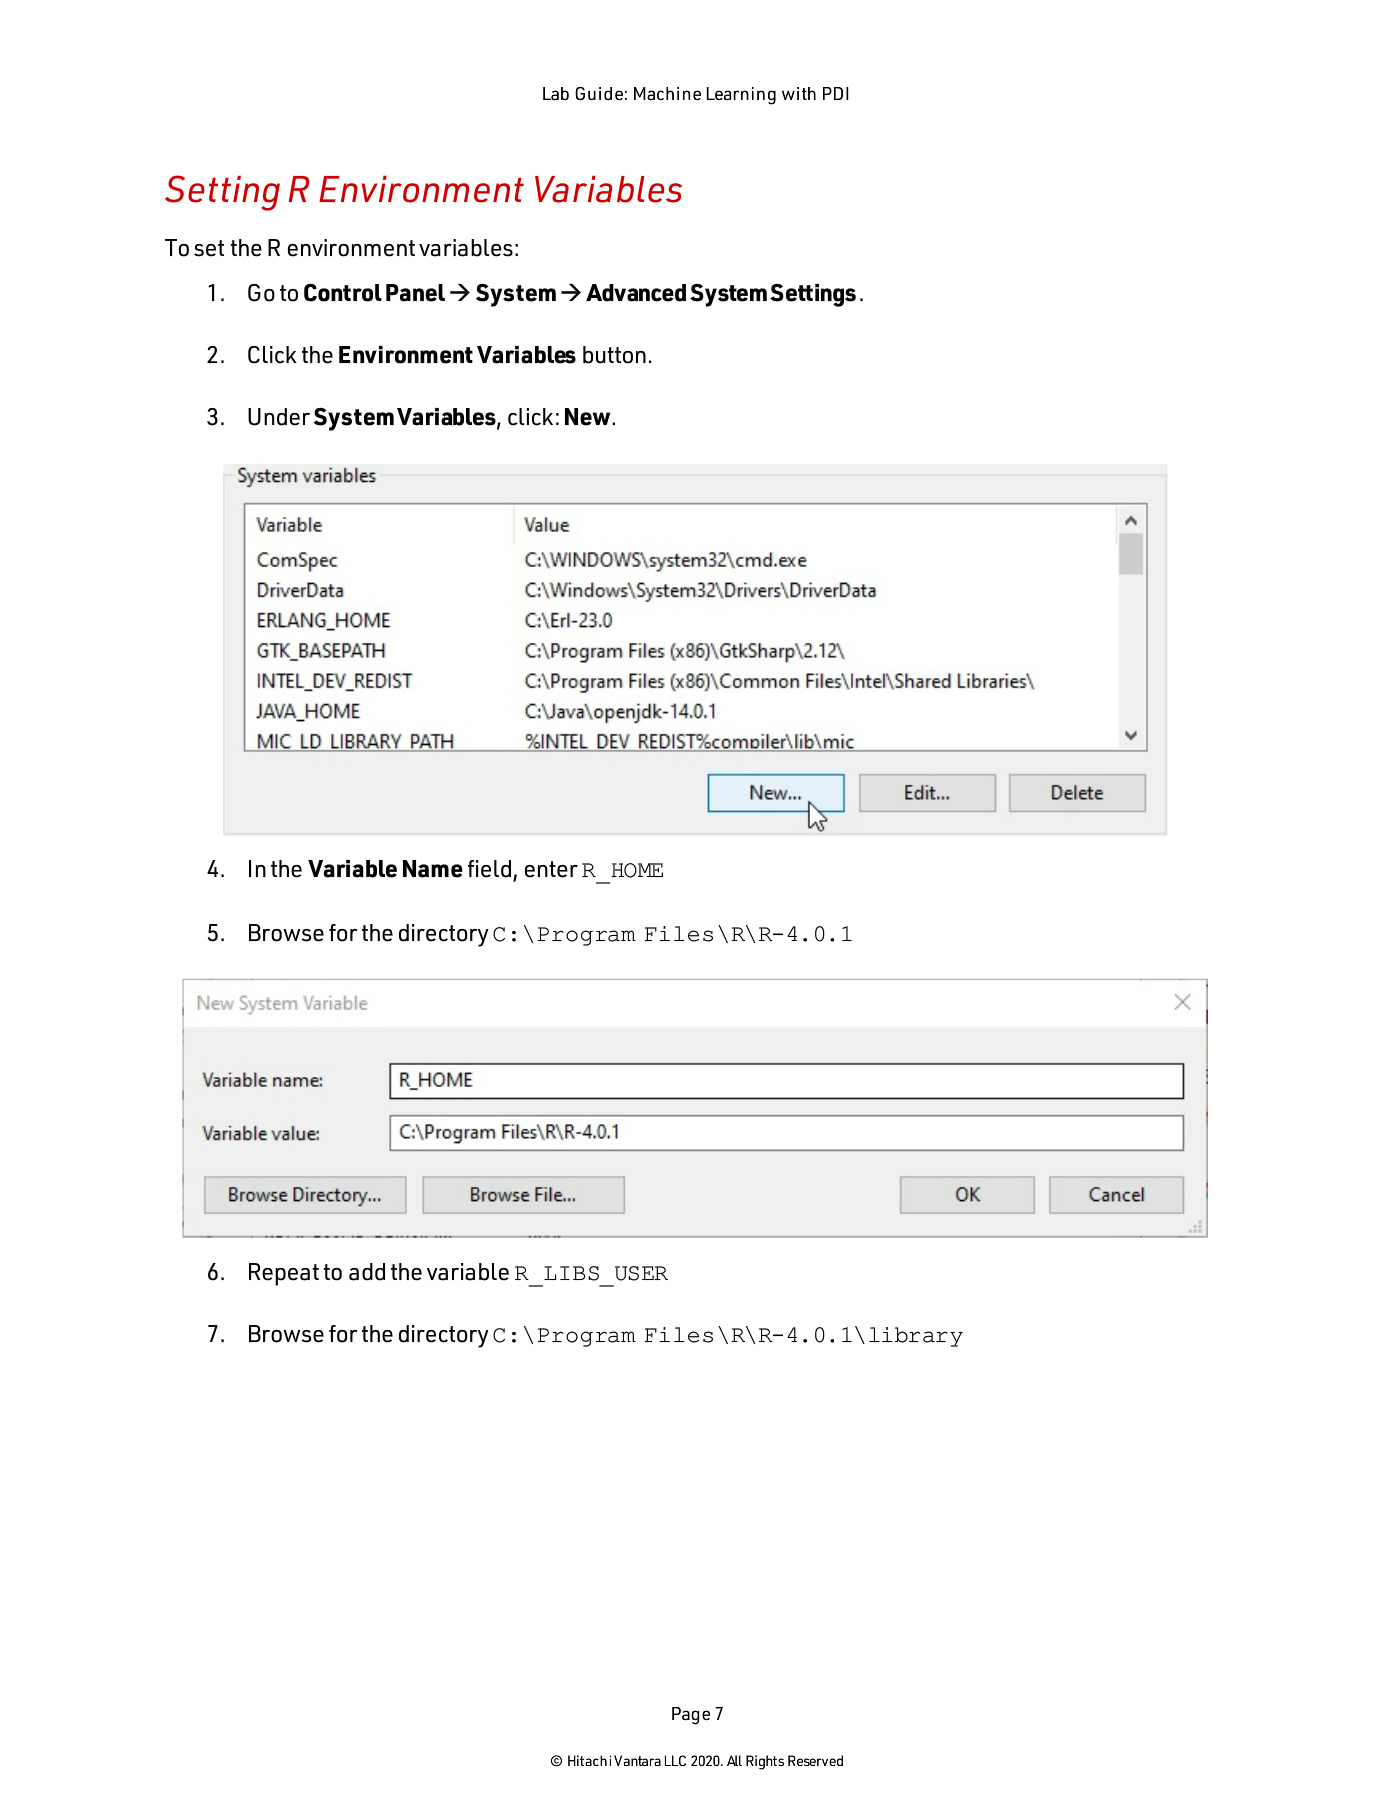 Lab Guide: Machine Learning with PDI
Setting R Environment Variables
To set the R environment variables:
1. Go to Control Panel → System → Advanced System Settings.
2. Click the Environment Variables button.
3. Under System Variables, click: New.
System variables
Variable Value
ComSpec C:\WINDOWS\system32\cmd.exe
DriverData C:\Windows\System32\Drivers\DriverData
ERLANG_HOME C:\Erl-23.0
GTK_BASEPATH C:\Program Files (x86)\GtkSharp\2.12\
INTEL_DEV_REDIST C:\Program Files (x86)\Common Files\Intel\Shared Libraries\
JAVA_HOME C:\Java\openjdk-14.0.1
MIC_LD_LIBRARY_PATH %INTEL_DEV_REDIST%compiler\lib\mic
New... Edit... Delete
4. In the Variable Name field, enter R_HOME
5. Browse for the directory C:\Program Files\R\R-4.0.1
New System Variable
Variable name: R_HOME
Variable value: C:\Program Files\R\R-4.0.1
Browse Directory... Browse File... OK Cancel
6. Repeat to add the variable R_LIBS_USER
7. Browse for the directory C:\Program Files\R\R-4.0.1\library
Page 7
© Hitachi Vantara LLC 2020. All Rights Reserved